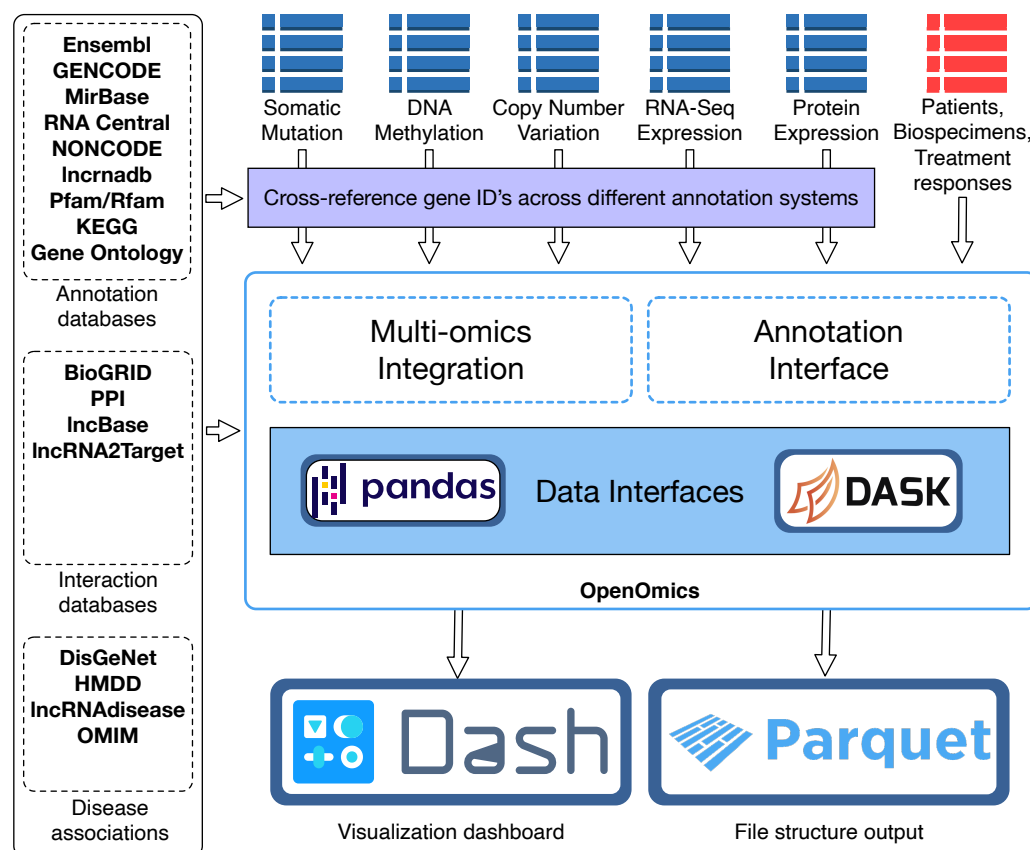 Ensembl
GENCODE
MirBase
RNA Central
NONCODE
lncrnadb
Pfam/Rfam
KEGG
Gene Ontology
Annotation
databases
BioGRID
PPI
lncBase
lncRNA2Target
Interaction
databases
DisGeNet
HMDD
lncRNAdisease
OMIM
Disease
associations
Somatic
Mutation
DNA
Methylation
Copy Number
Variation
RNA-Seq
Expression
Protein
Expression
Patients,
Biospecimens,
Treatment
responses
Cross-reference gene ID's across different annotation systems
Multi-omics
Integration
Annotation
Interface
pandas
Data Interfaces
DASK
OpenOmics
Dash
Parquet
Visualization dashboard
File structure output